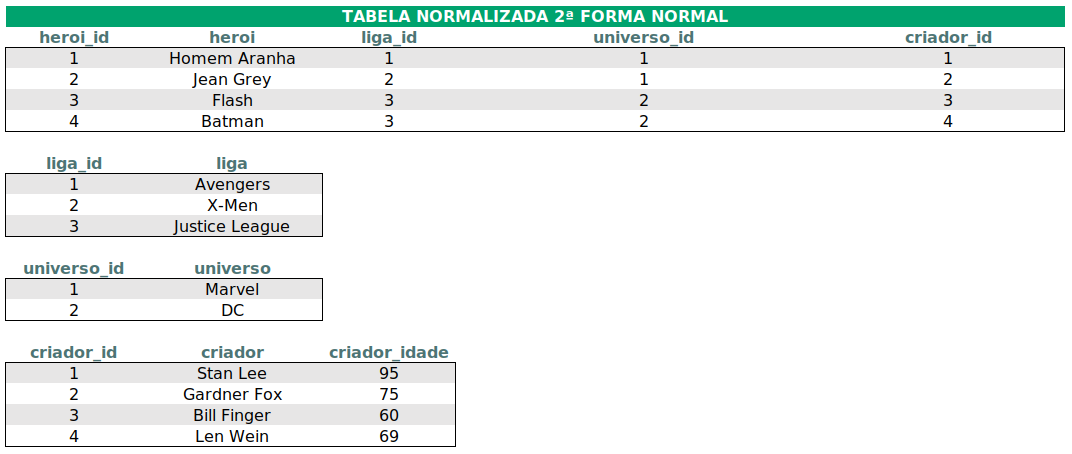 TABELA NORMALIZADA 2ª FORMA NORMAL
heroi_id heroi liga_id universo_id criador_id
1 Homem Aranha 1 1 1
2 Jean Grey 2 1 2
3 Flash 3 2 3
4 Batman 3 2 4
liga_id liga
1 Avengers
2 X-Men
3 Justice League
universo_id universo
1 Marvel
2 DC
criador_id criador criador_idade
1 Stan Lee 95
2 Gardner Fox 75
3 Bill Finger 60
4 Len Wein 69